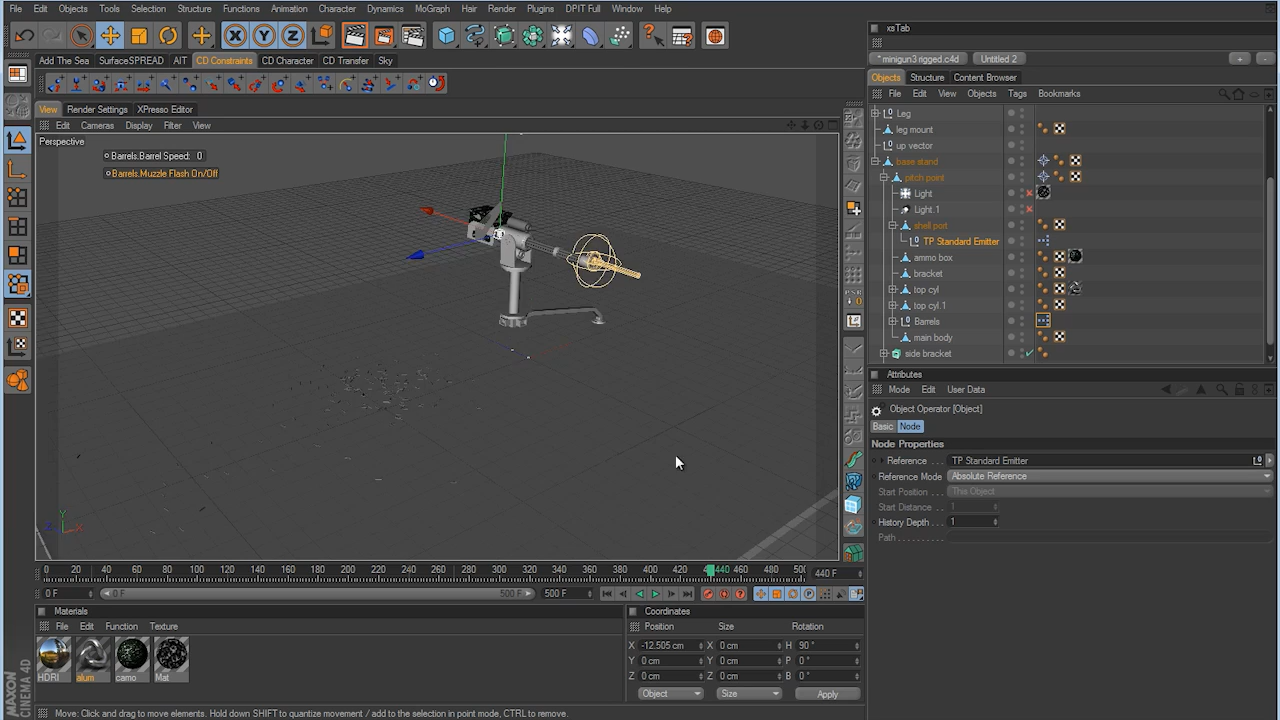 File Edit Objects Tools Selection Structure Functions Animation Character Dynamics MoGraph Hair Render Plugins DPIT Full Window Help
xsTab
Add The Sea SurfaceSPREAD AIT CD Constraints CD Character CD Transfer Sky
* minigun3 rigged.c4d Untitled 2 + -
Objects Structure Content Browser
File Edit View Objects Tags Bookmarks
View Render Settings XPresso Editor
Edit Cameras Display Filter View
Perspective
Barrels.Barrel Speed: 0
Barrels.Muzzle Flash On/Off
X Y Z
Leg
leg mount
up vector
base stand
pitch point
Light
Light.1
shell port
TP Standard Emitter
ammo box
bracket
top cyl
top cyl.1
Barrels
main body
side bracket
Attributes
Mode Edit User Data
Object Operator [Object]
Basic Node
Node Properties
Reference . . . TP Standard Emitter
Reference Mode Absolute Reference
Start Position . . This Object
Start Distance . . 1
History Depth . . . 1
Path . . . . . . . . . .
Y
X
0 20 40 60 80 100 120 140 160 180 200 220 240 260 280 300 320 340 360 380 400 420 440 460 480 500
440 F
0 F 0 F 500 F 500 F
Materials
File Edit Function Texture
HDRI alum camo Mat
Coordinates
Position Size Rotation
X -12.505 cm X 0 cm H 90 °
Y 0 cm Y 0 cm P 0 °
Z 0 cm Z 0 cm B 0 °
Object Size Apply
MAXON CINEMA 4D
Move: Click and drag to move elements. Hold down SHIFT to quantize movement / add to the selection in point mode, CTRL to remove.